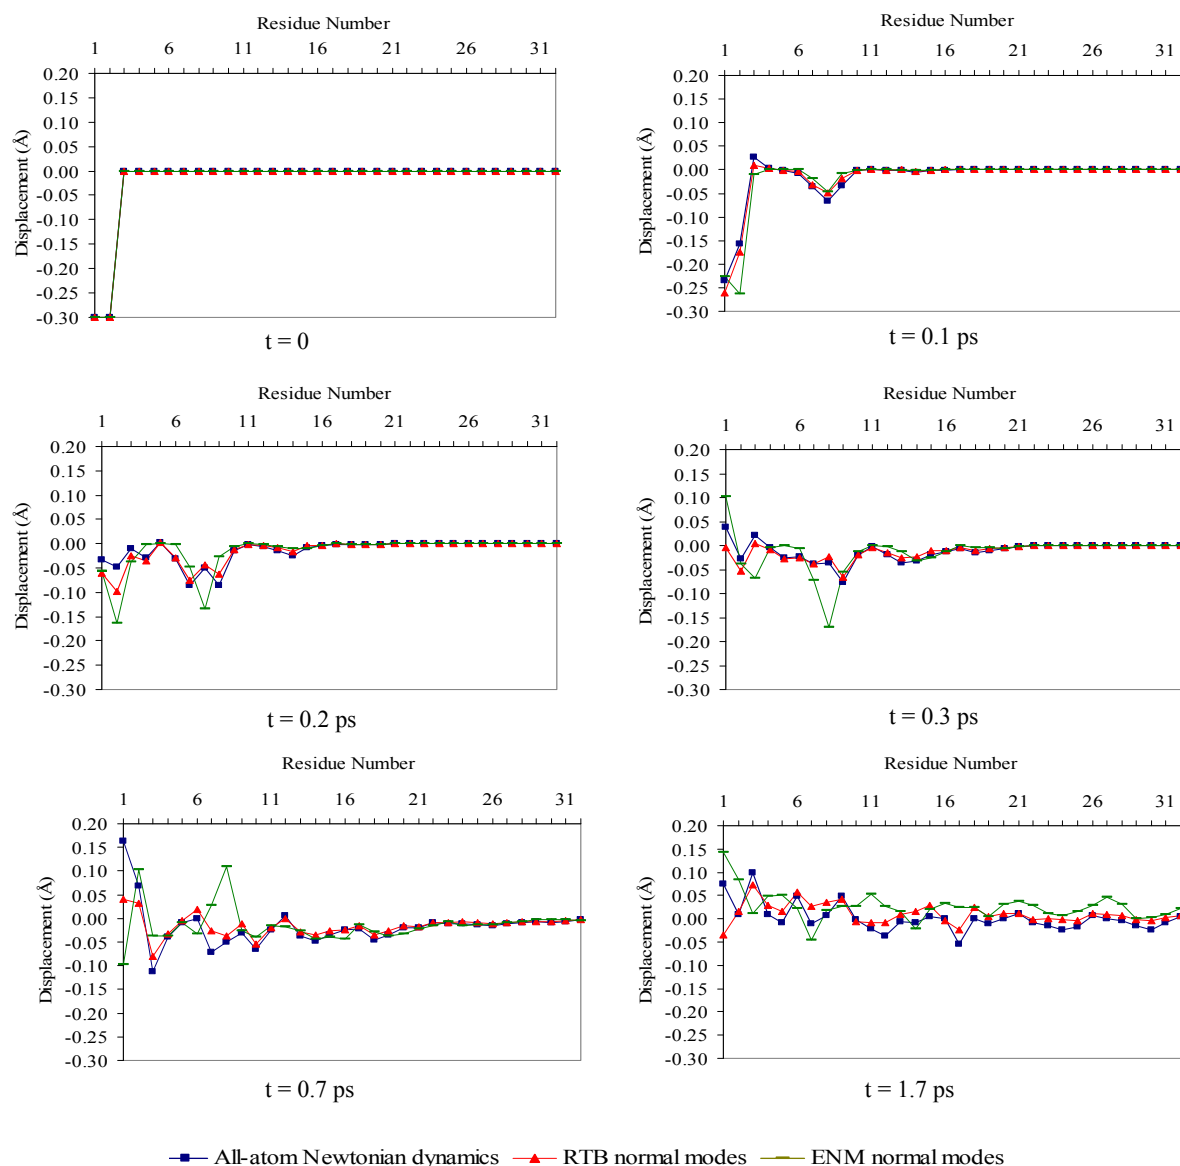 Residue Number
1 6 11 16 21 26 31
0.20
0.15
0.10
0.05
0.00
-0.05
-0.10
-0.15
-0.20
-0.25
-0.30
Displacement (Å)
t = 0
Residue Number
1 6 11 16 21 26 31
0.20
0.15
0.10
0.05
0.00
-0.05
-0.10
-0.15
-0.20
-0.25
-0.30
Displacement (Å)
t = 0.1 ps
Residue Number
1 6 11 16 21 26 31
0.20
0.15
0.10
0.05
0.00
-0.05
-0.10
-0.15
-0.20
-0.25
-0.30
Displacement (Å)
t = 0.2 ps
Residue Number
1 6 11 16 21 26 31
0.20
0.15
0.10
0.05
0.00
-0.05
-0.10
-0.15
-0.20
-0.25
-0.30
Displacement (Å)
t = 0.3 ps
Residue Number
1 6 11 16 21 26 31
0.20
0.15
0.10
0.05
0.00
-0.05
-0.10
-0.15
-0.20
-0.25
-0.30
Displacement (Å)
t = 0.7 ps
Residue Number
1 6 11 16 21 26 31
0.20
0.15
0.10
0.05
0.00
-0.05
-0.10
-0.15
-0.20
-0.25
-0.30
Displacement (Å)
t = 1.7 ps
All-atom Newtonian dynamics RTB normal modes ENM normal modes